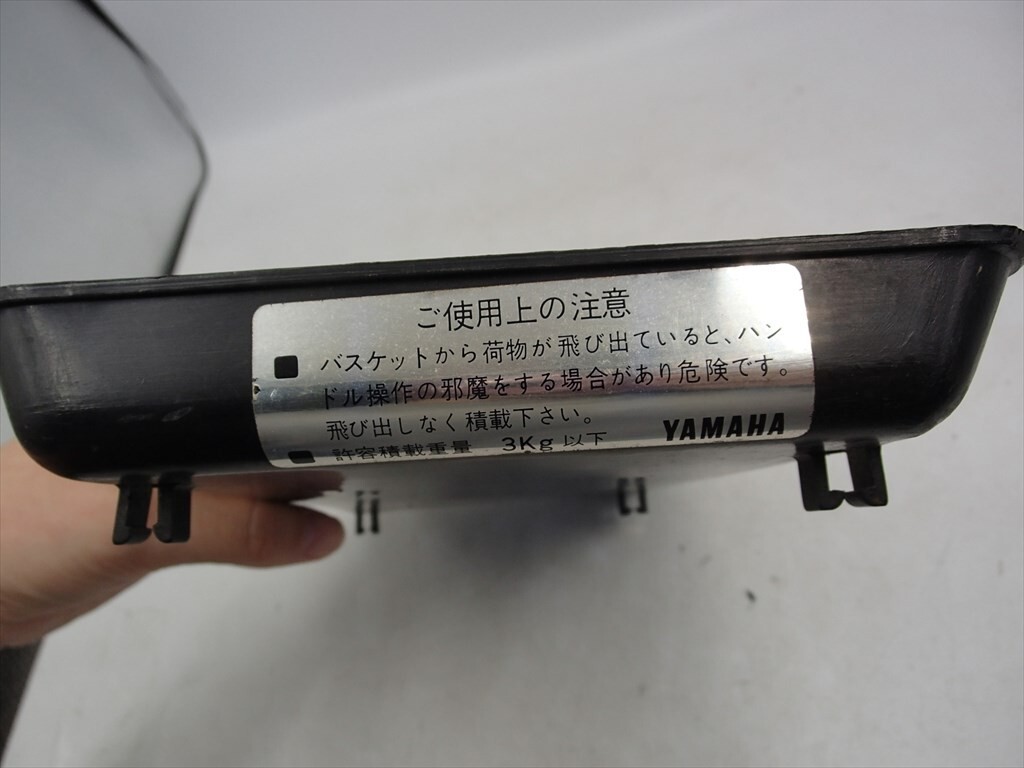 ご使用上の注意
■ バスケットから荷物が飛び出ていると、ハン
ドル操作の邪魔をする場合があり危険です。
飛び出しなく積載下さい。
■ 許容積載重量 3Kg 以下
YAMAHA